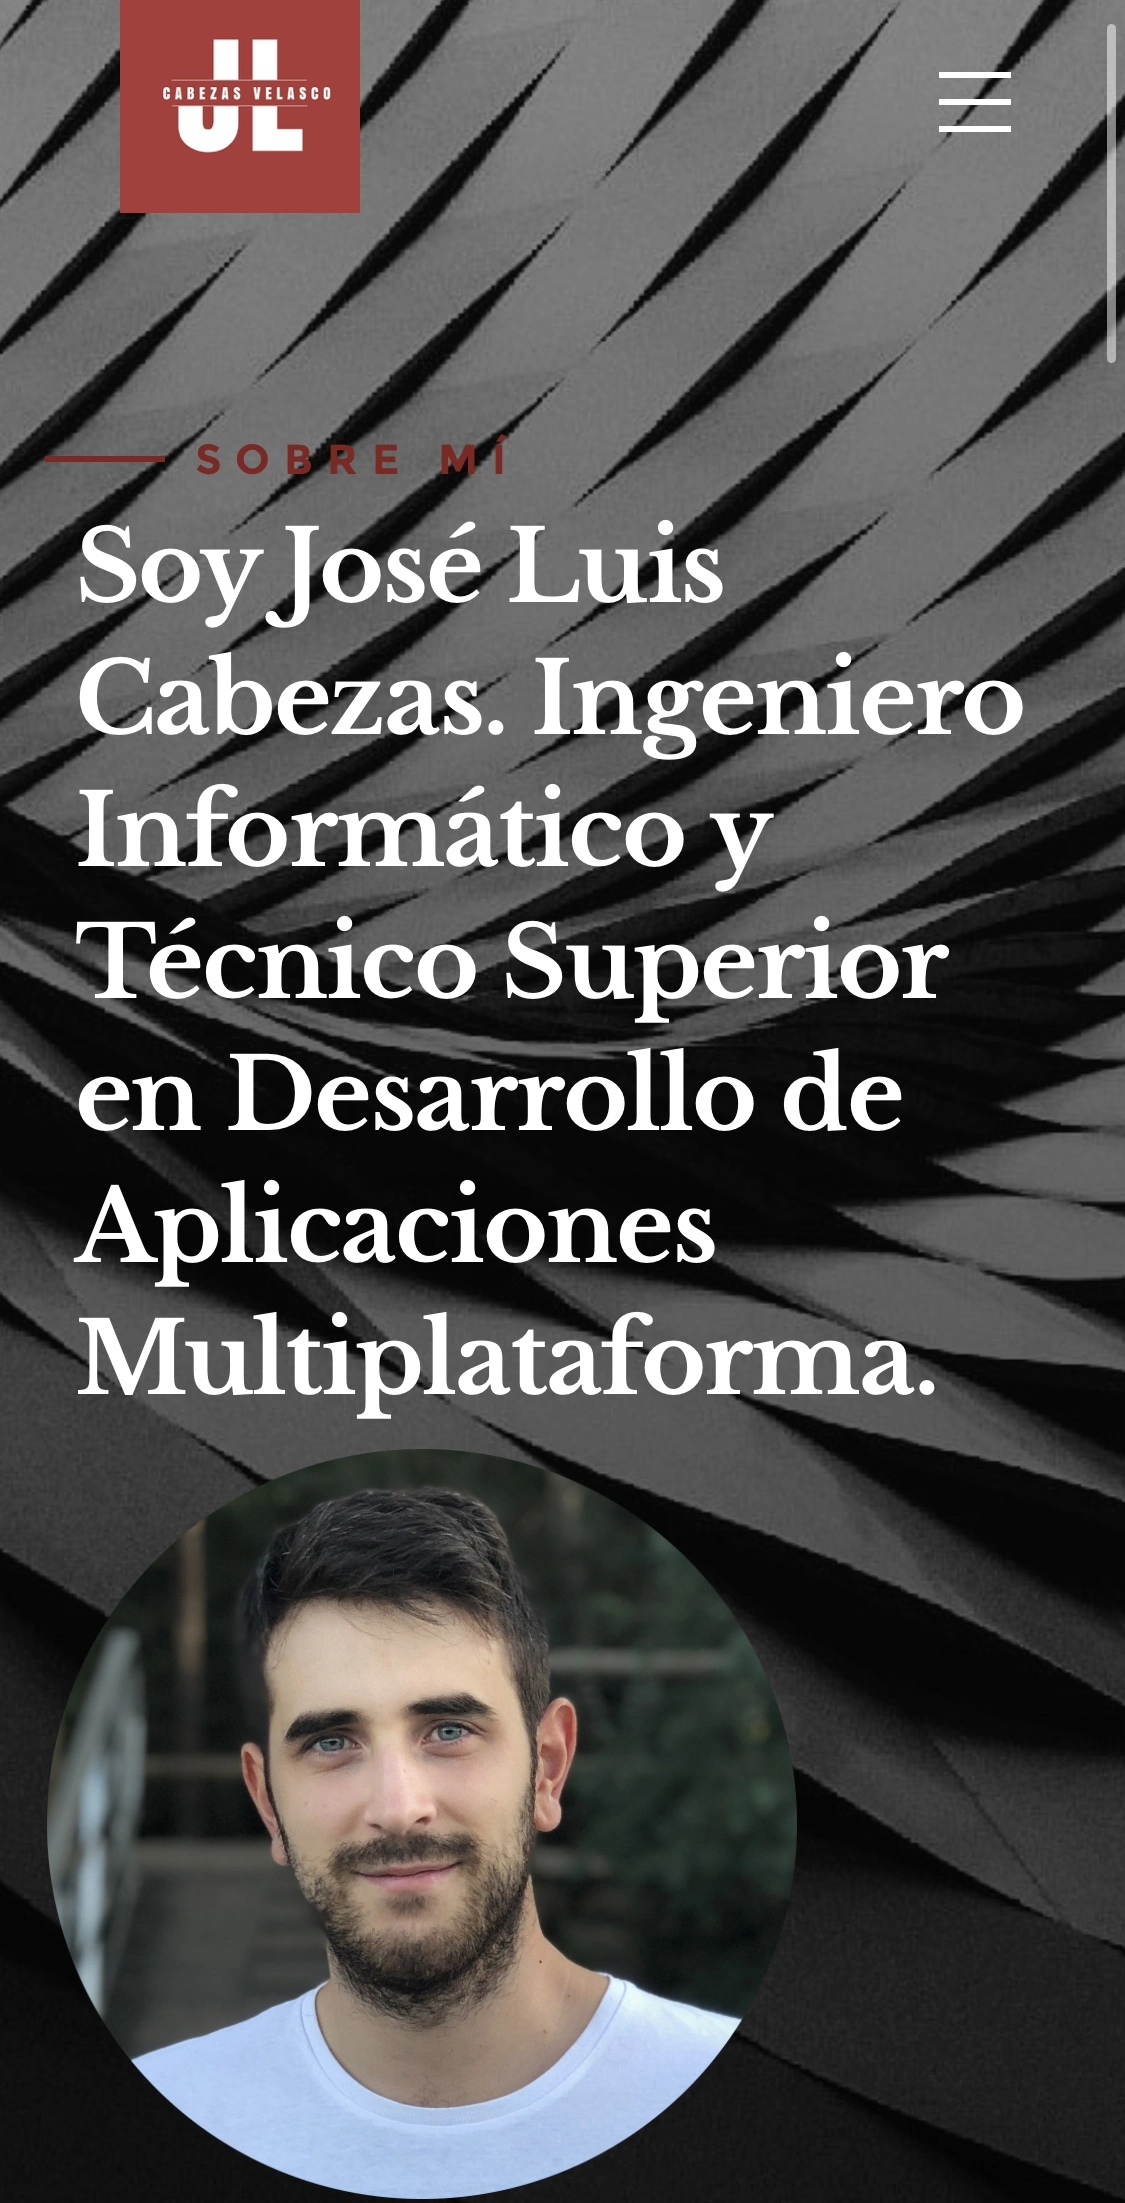 JL
CABEZAS VELASCO
SOBRE MÍ
Soy José Luis
Cabezas. Ingeniero
Informático y
Técnico Superior
en Desarrollo de
Aplicaciones
Multiplataforma.